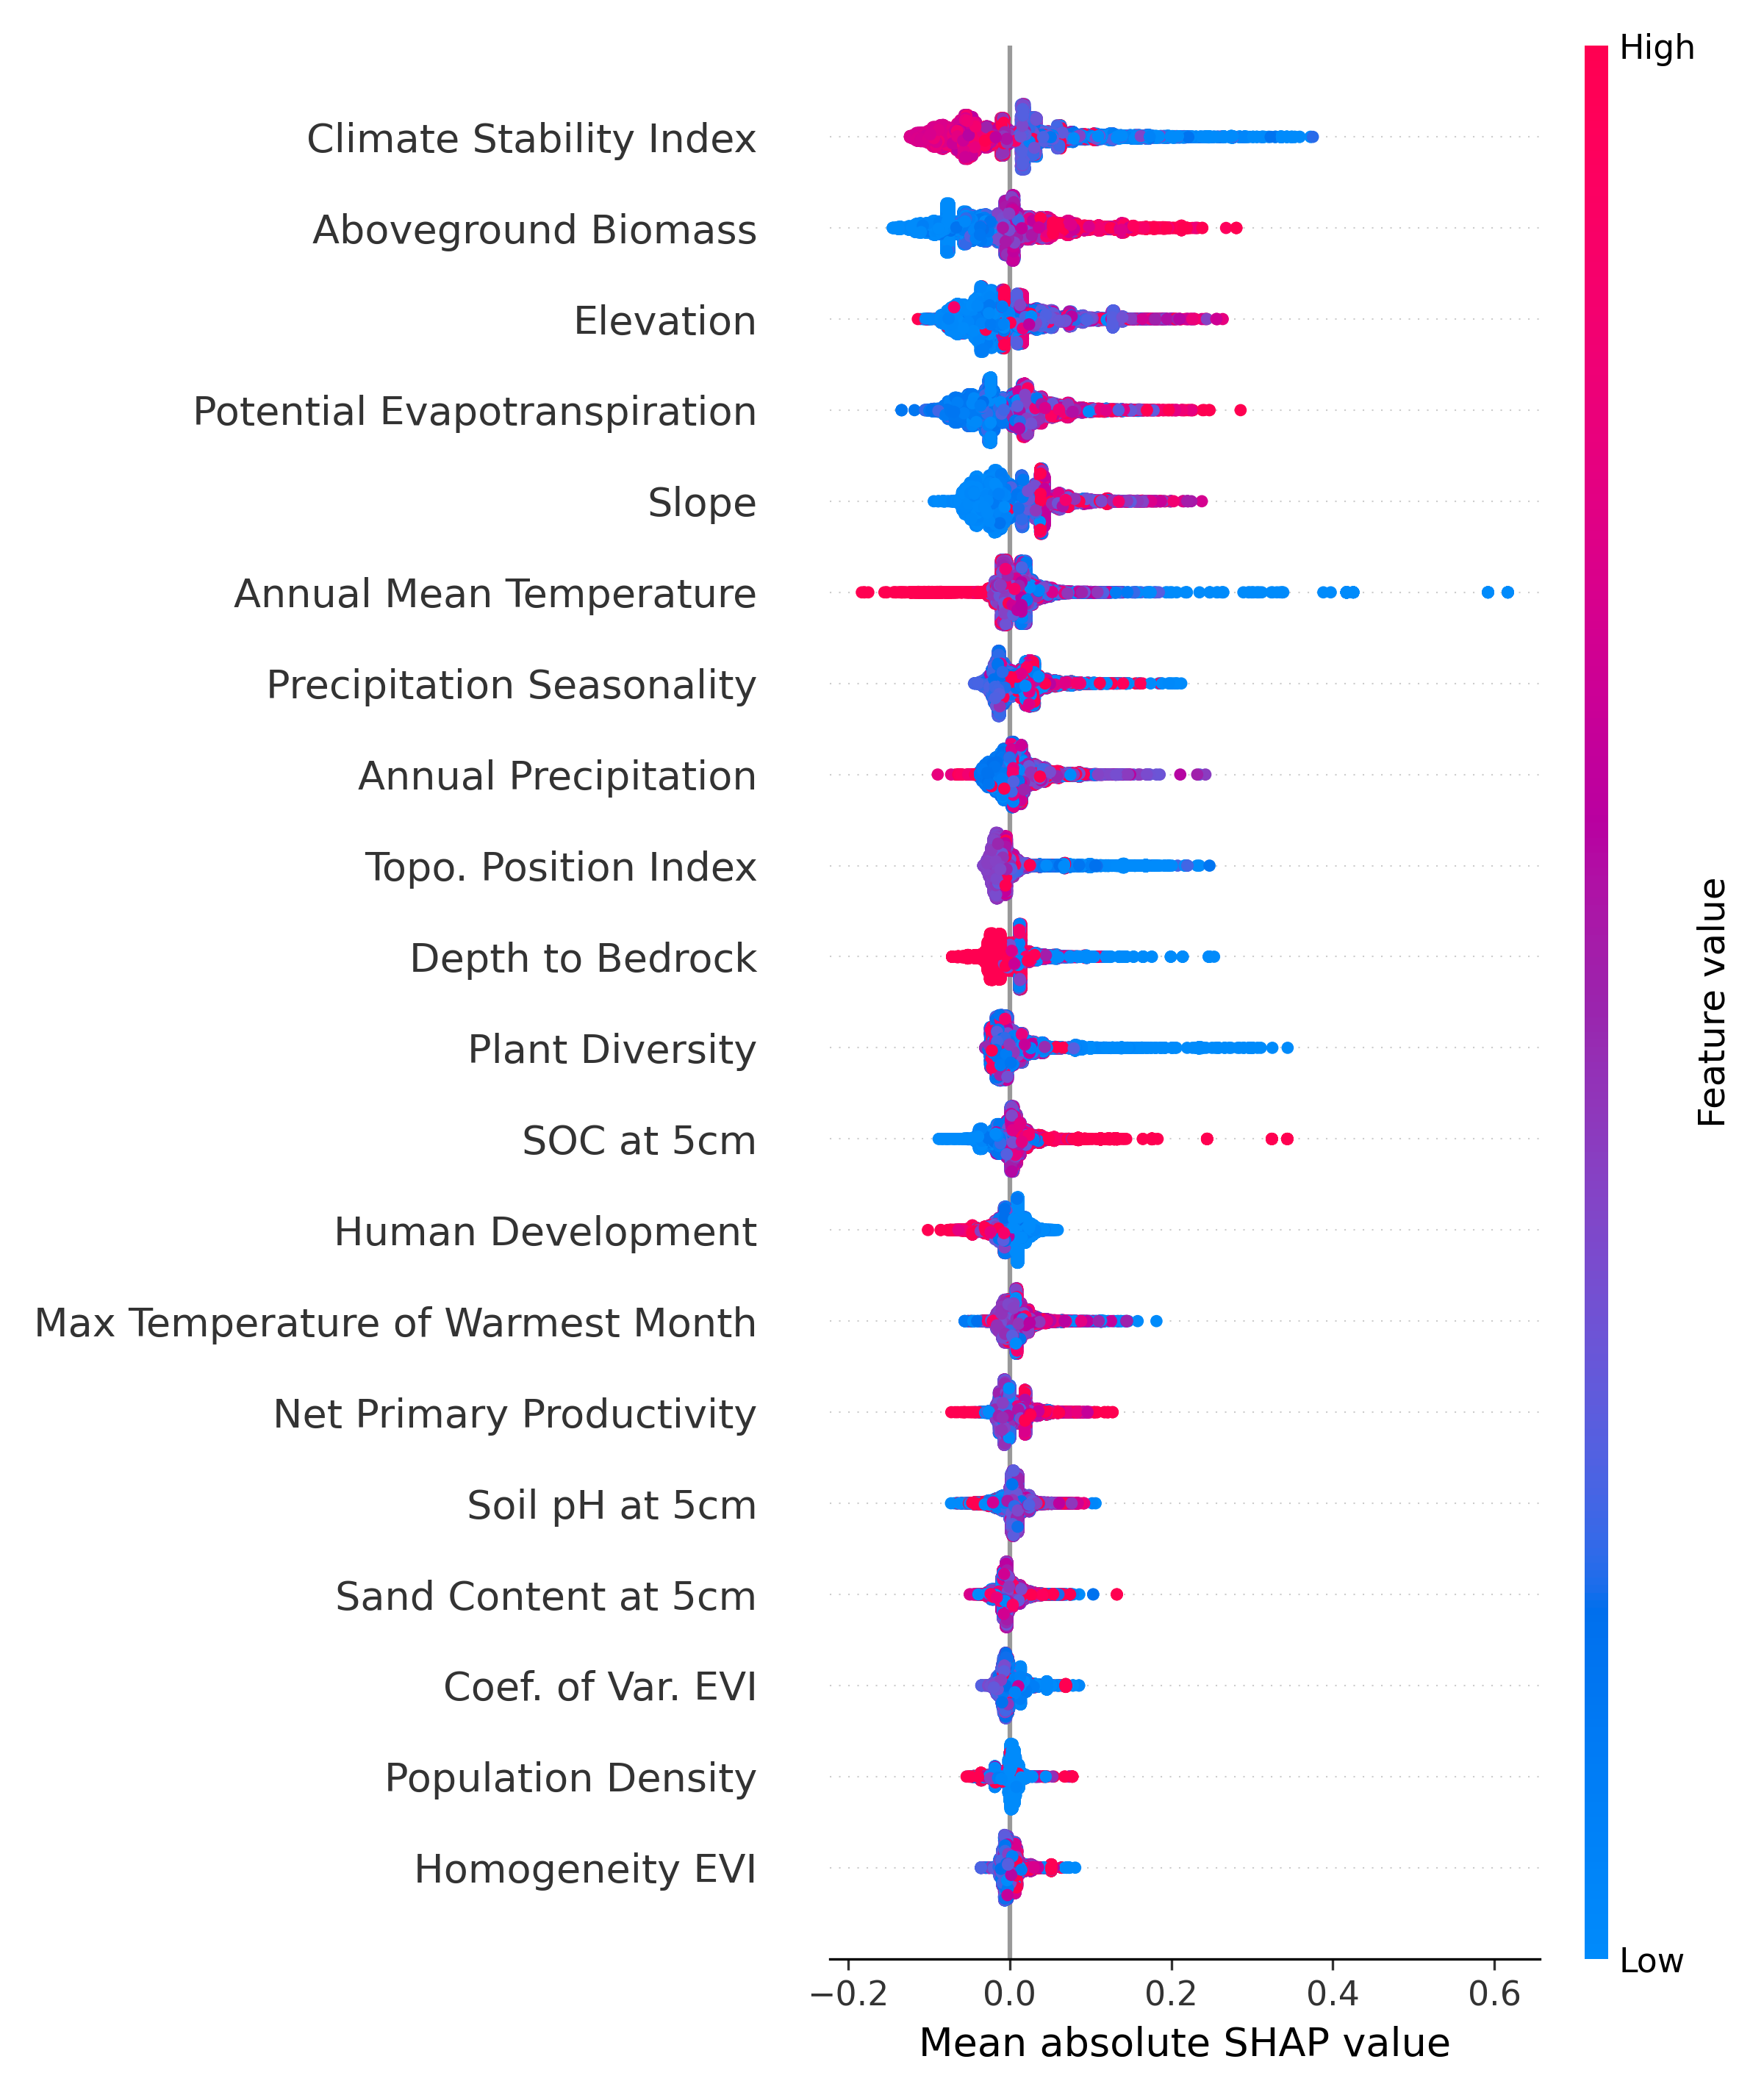 High
Climate Stability Index
Aboveground Biomass
Elevation
Potential Evapotranspiration
Slope
Annual Mean Temperature
Precipitation Seasonality
Annual Precipitation
Topo. Position Index
Depth to Bedrock
Plant Diversity
SOC at 5cm
Human Development
Max Temperature of Warmest Month
Net Primary Productivity
Soil pH at 5cm
Sand Content at 5cm
Coef. of Var. EVI
Population Density
Homogeneity EVI
Feature value
Low
−0.2 0.0 0.2 0.4 0.6
Mean absolute SHAP value